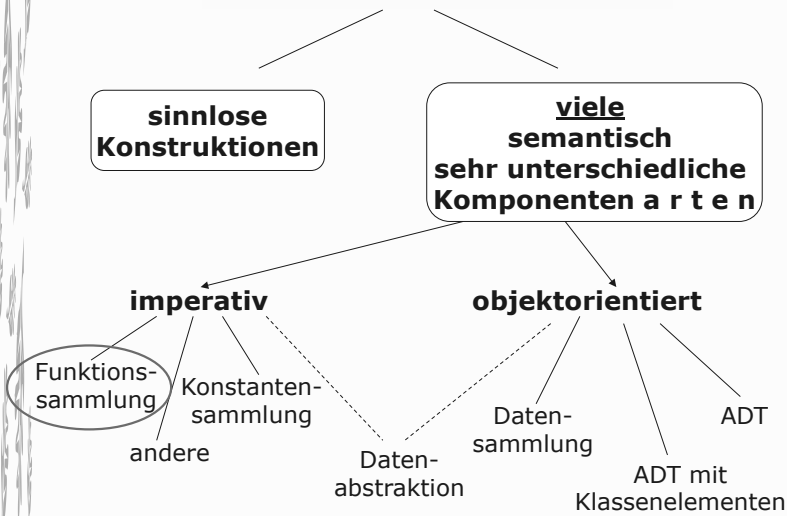 sinnlose
Konstruktionen
viele
semantisch
sehr unterschiedliche
Komponenten a r t e n
imperativ
objektorientiert
Funktions-
sammlung
Konstanten-
sammlung
andere
Daten-
abstraktion
Daten-
sammlung
ADT
ADT mit
Klassenelementen